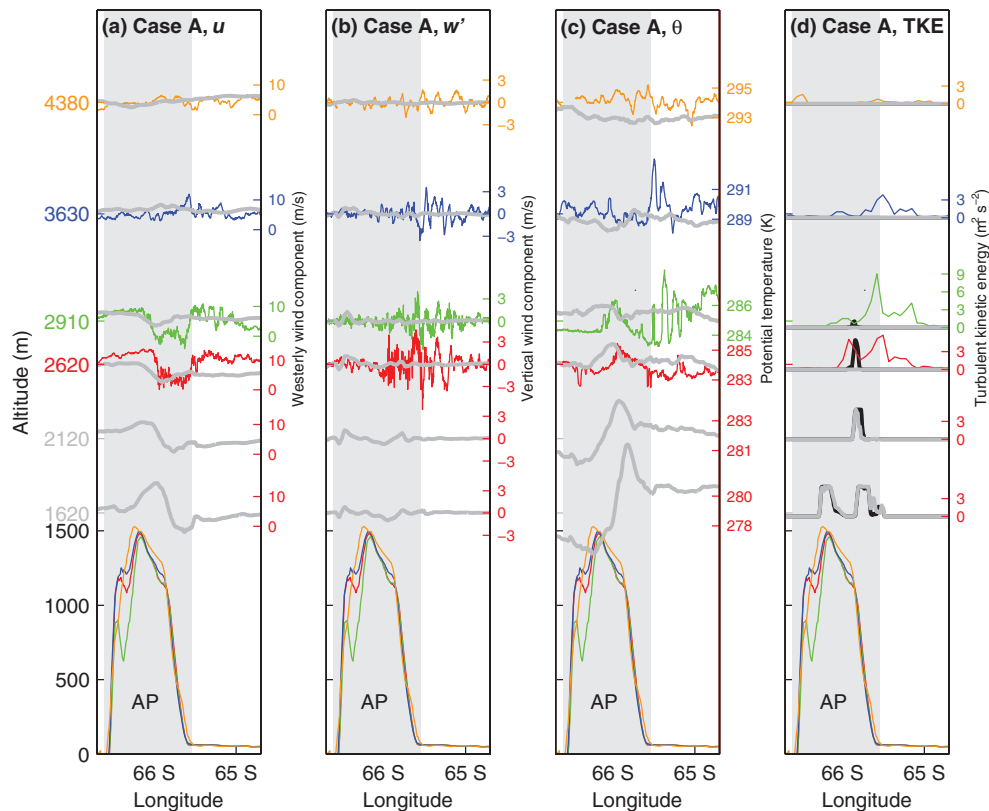 (a) Case A, u
(b) Case A, w'
(c) Case A, θ
(d) Case A, TKE
Altitude (m)
4380
3630
2910
2620
2120
1620
1500
1000
500
0
10
0
10
0
10
0
10
0
10
0
10
0
Westerly wind component (m/s)
AP
66 S
65 S
Longitude
3
0
−3
3
0
−3
3
0
−3
3
0
−3
3
0
−3
3
0
−3
Vertical wind component (m/s)
AP
66 S
65 S
Longitude
295
293
291
289
286
284
285
283
283
281
280
278
Potential temperature (K)
AP
66 S
65 S
Longitude
3
0
3
0
9
6
3
0
3
0
3
0
3
0
Turbulent kinetic energy (m² s⁻²)
AP
66 S
65 S
Longitude